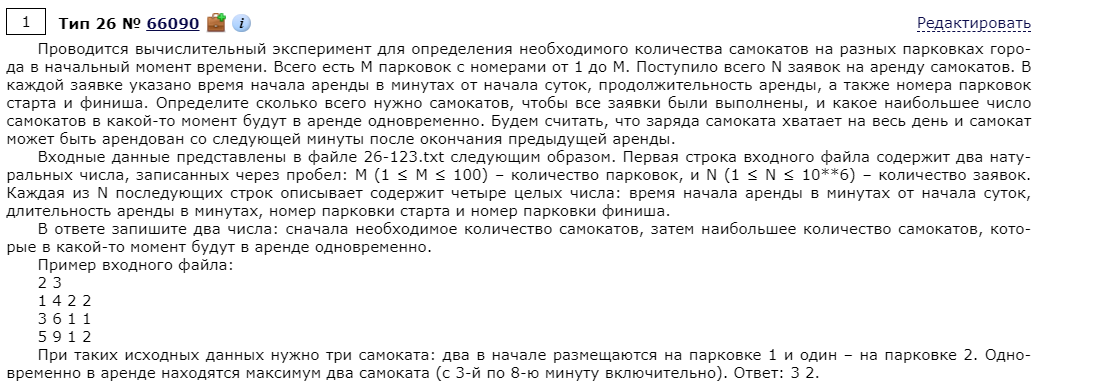 1 Тип 26 № 66090 i Редактировать
Проводится вычислительный эксперимент для определения необходимого количества самокатов на разных парковках горо-
да в начальный момент времени. Всего есть M парковок с номерами от 1 до M. Поступило всего N заявок на аренду самокатов. В
каждой заявке указано время начала аренды в минутах от начала суток, продолжительность аренды, а также номера парковок
старта и финиша. Определите сколько всего нужно самокатов, чтобы все заявки были выполнены, и какое наибольшее число
самокатов в какой-то момент будут в аренде одновременно. Будем считать, что заряда самоката хватает на весь день и самокат
может быть арендован со следующей минуты после окончания предыдущей аренды.
Входные данные представлены в файле 26-123.txt следующим образом. Первая строка входного файла содержит два нату-
ральных числа, записанных через пробел: M (1 ≤ M ≤ 100) – количество парковок, и N (1 ≤ N ≤ 10**6) – количество заявок.
Каждая из N последующих строк описывает содержит четыре целых числа: время начала аренды в минутах от начала суток,
длительность аренды в минутах, номер парковки старта и номер парковки финиша.
В ответе запишите два числа: сначала необходимое количество самокатов, затем наибольшее количество самокатов, кото-
рые в какой-то момент будут в аренде одновременно.
Пример входного файла:
2 3
1 4 2 2
3 6 1 1
5 9 1 2
При таких исходных данных нужно три самоката: два в начале размещаются на парковке 1 и один – на парковке 2. Одно-
временно в аренде находятся максимум два самоката (с 3-й по 8-ю минуту включительно). Ответ: 3 2.